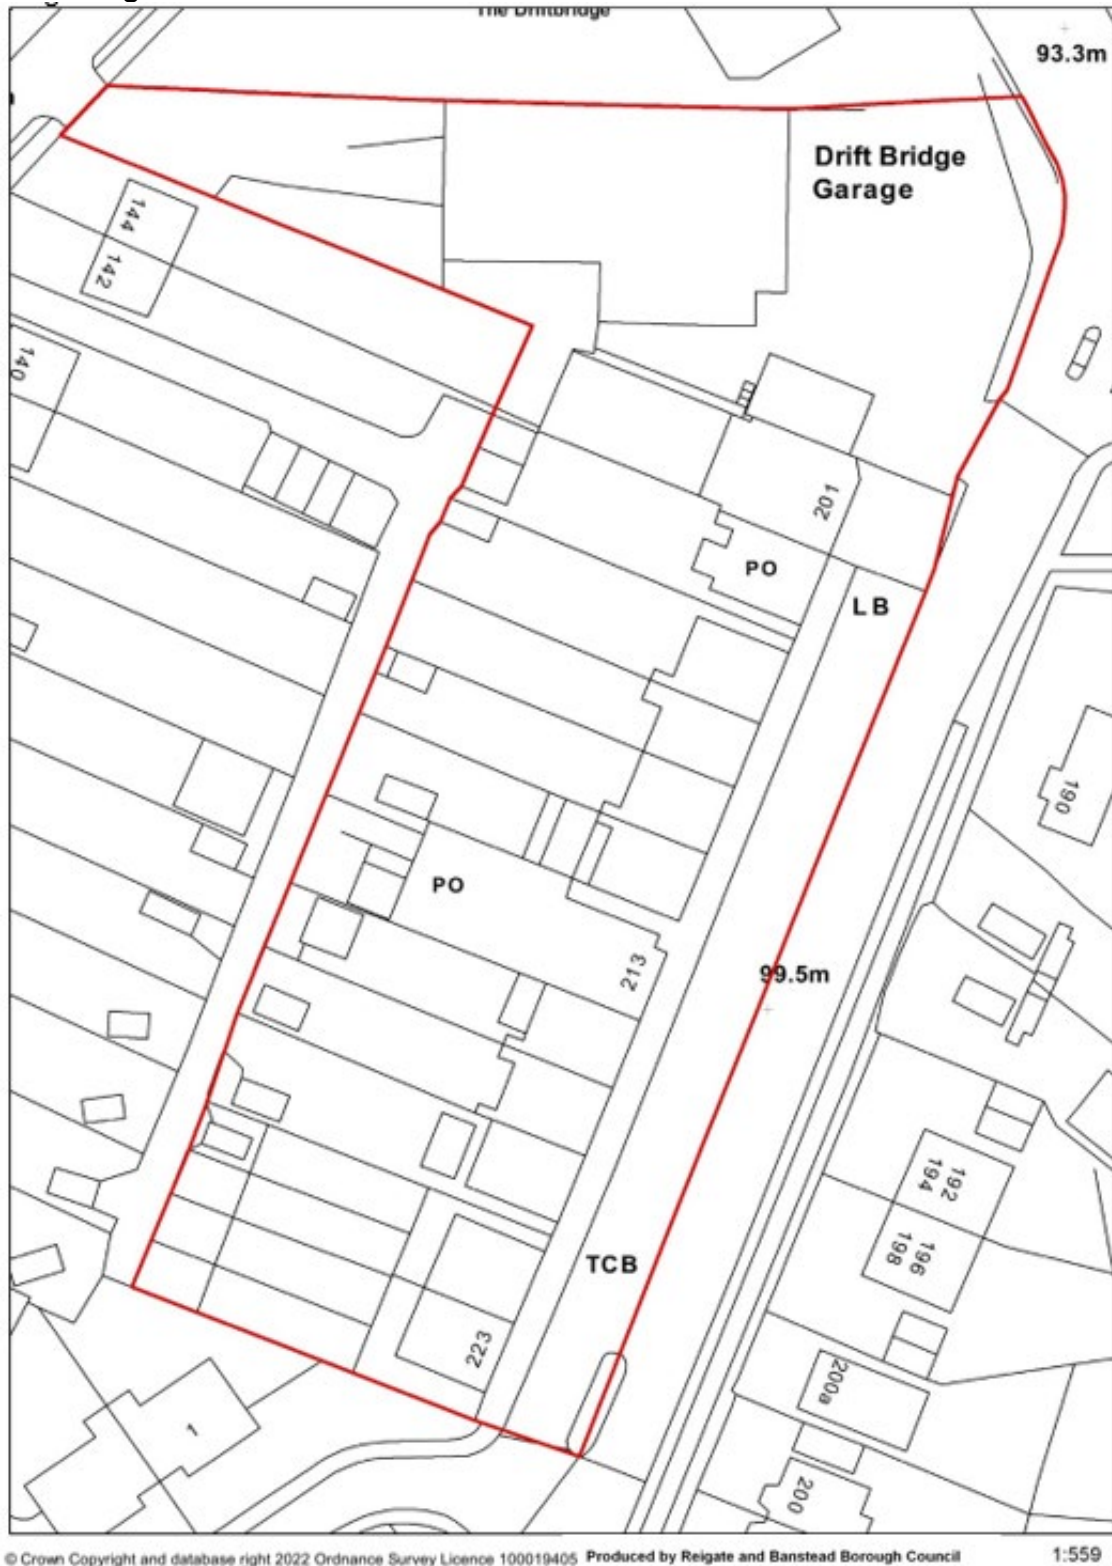 The Driftbridge
93.3m
Drift Bridge
Garage
144
142
140
201
PO
LB
190
PO
213
99.5m
192
194
196
198
TCB
223
200a
1
200
© Crown Copyright and database right 2022 Ordnance Survey Licence 100019405 Produced by Reigate and Banstead Borough Council 1:559